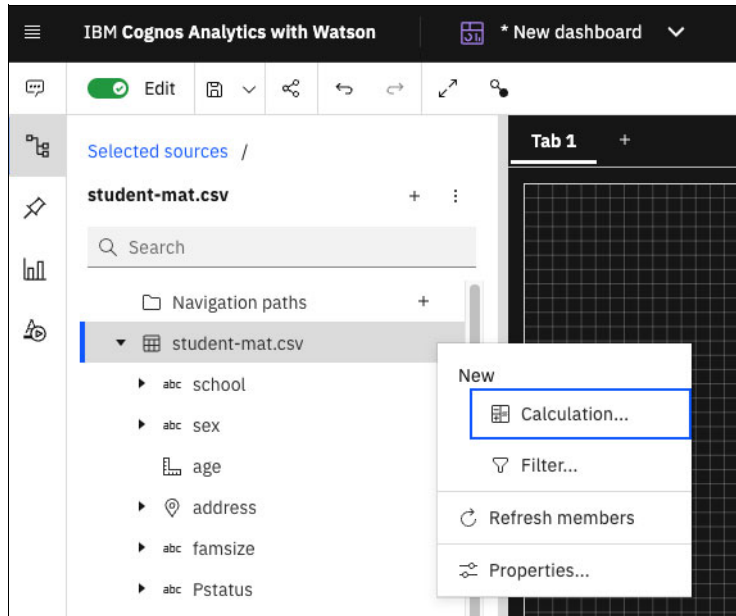 IBM Cognos Analytics with Watson
* New dashboard
Edit
Selected sources /
Tab 1 +
student-mat.csv +
Search
Navigation paths +
student-mat.csv
New
abc school
Calculation...
abc sex
Filter...
age
address
Refresh members
abc famsize
Properties...
abc Pstatus